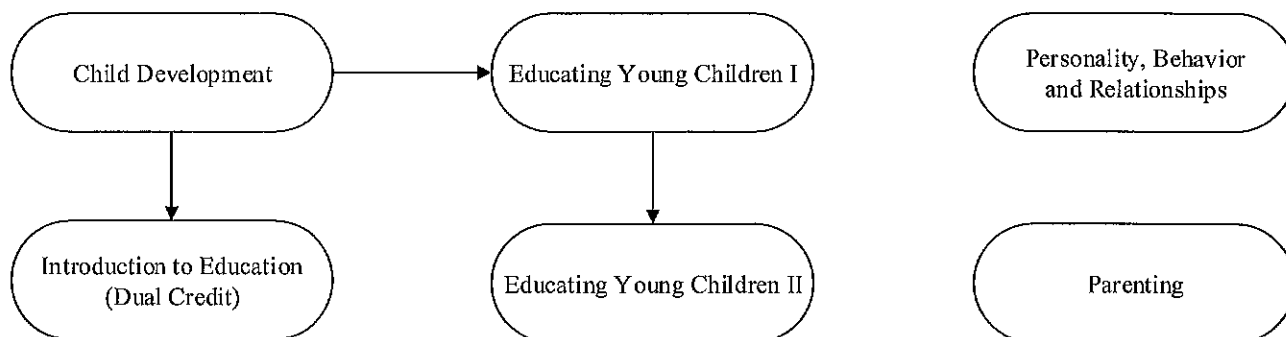 Child Development
Educating Young Children I
Personality, Behavior
and Relationships
Introduction to Education
(Dual Credit)
Educating Young Children II
Parenting